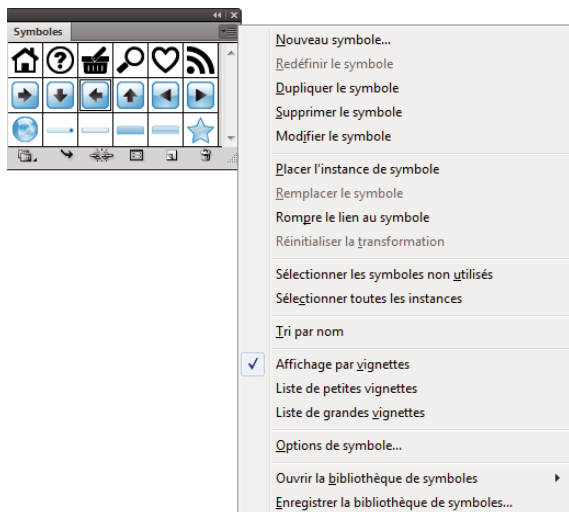 Symboles
Nouveau symbole...
Redéfinir le symbole
Dupliquer le symbole
Supprimer le symbole
Modifier le symbole
Placer l'instance de symbole
Remplacer le symbole
Rompre le lien au symbole
Réinitialiser la transformation
Sélectionner les symboles non utilisés
Sélectionner toutes les instances
Tri par nom
Affichage par vignettes
Liste de petites vignettes
Liste de grandes vignettes
Options de symbole...
Ouvrir la bibliothèque de symboles
Enregistrer la bibliothèque de symboles...